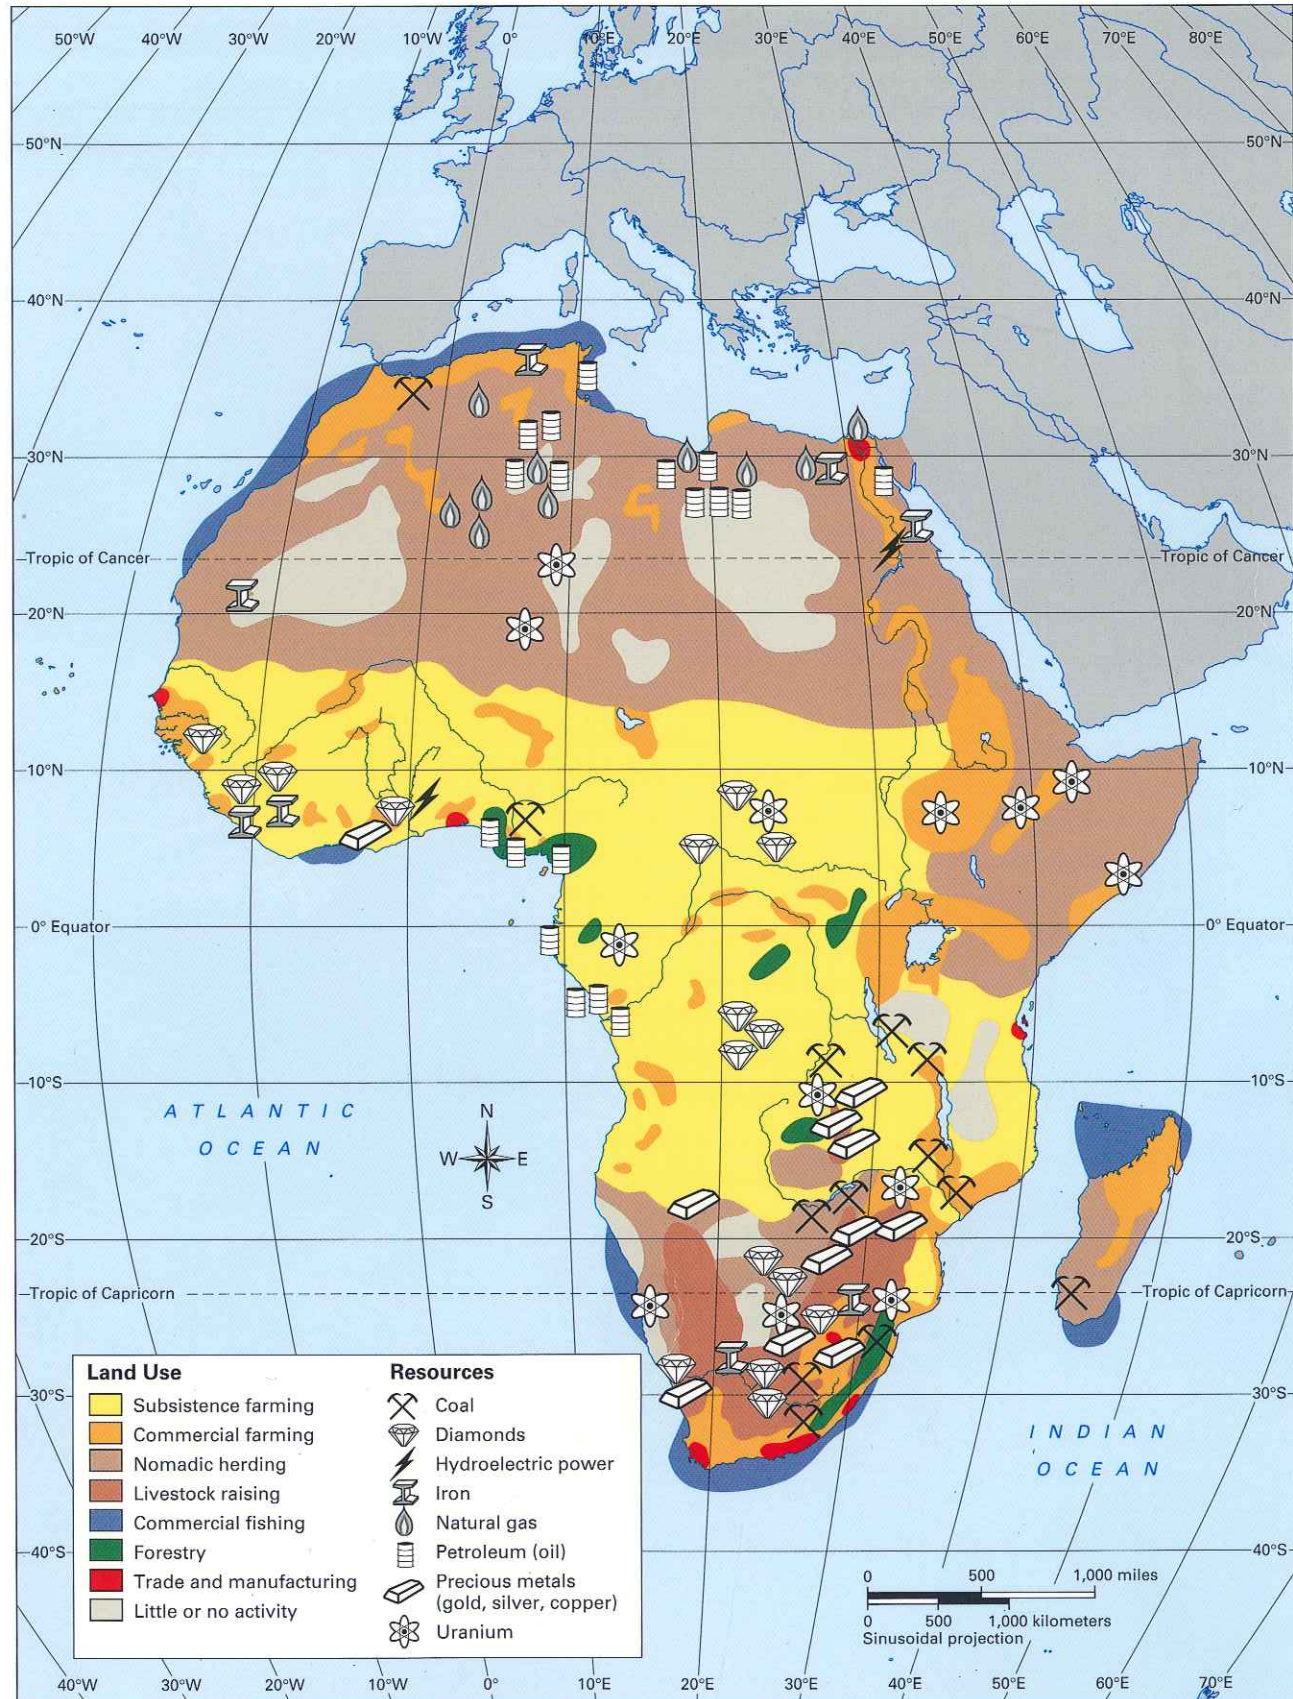 50°W 40°W 30°W 20°W 10°W 0° 10°E 20°E 30°E 40°E 50°E 60°E 70°E 80°E
50°N 50°N
40°N 40°N
30°N 30°N
Tropic of Cancer Tropic of Cancer
20°N 20°N
10°N 10°N
0° Equator 0° Equator
10°S 10°S
ATLANTIC
OCEAN
N
W E
S
20°S 20°S
Tropic of Capricorn Tropic of Capricorn
30°S 30°S
Land Use
Subsistence farming
Commercial farming
Nomadic herding
Livestock raising
Commercial fishing
Forestry
Trade and manufacturing
Little or no activity
Resources
Coal
Diamonds
Hydroelectric power
Iron
Natural gas
Petroleum (oil)
Precious metals
(gold, silver, copper)
Uranium
INDIAN
OCEAN
40°S 40°S
0 500 1,000 miles
0 500 1,000 kilometers
Sinusoidal projection
40°W 30°W 20°W 10°W 0° 10°E 20°E 30°E 40°E 50°E 60°E 70°E